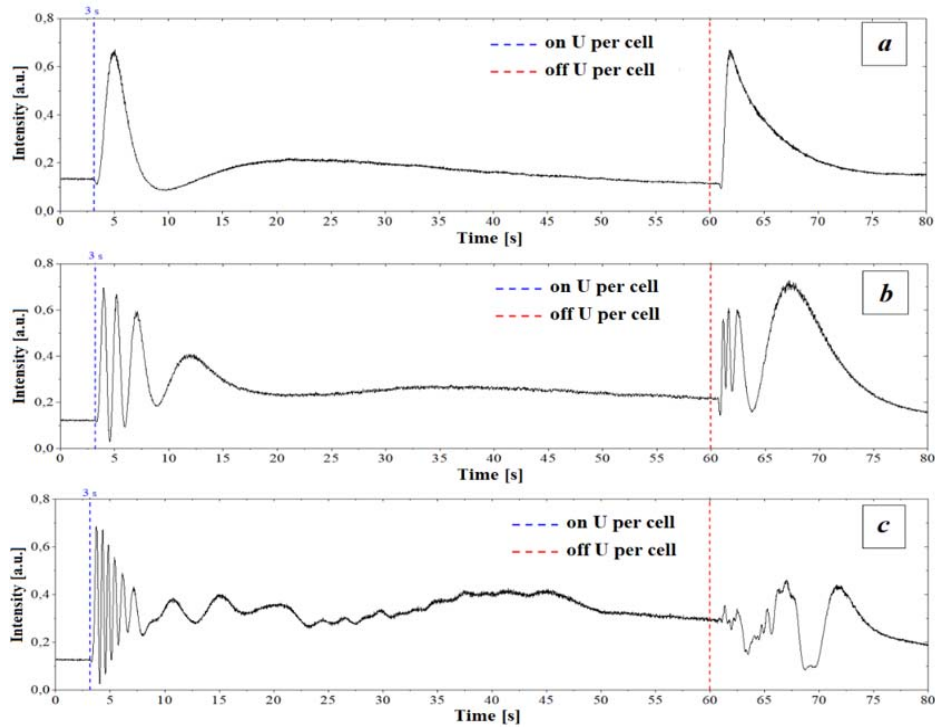 3 s
0,8
0,6
0,4
0,2
0,0
Intensity [a.u.]
on U per cell
off U per cell
a
0 5 10 15 20 25 30 35 40 45 50 55 60 65 70 75 80
Time [s]
3 s
0,8
0,6
0,4
0,2
0,0
Intensity [a.u.]
on U per cell
off U per cell
b
0 5 10 15 20 25 30 35 40 45 50 55 60 65 70 75 80
Time [s]
3 s
0,8
0,6
0,4
0,2
0,0
Intensity [a.u.]
on U per cell
off U per cell
c
0 5 10 15 20 25 30 35 40 45 50 55 60 65 70 75 80
Time [s]